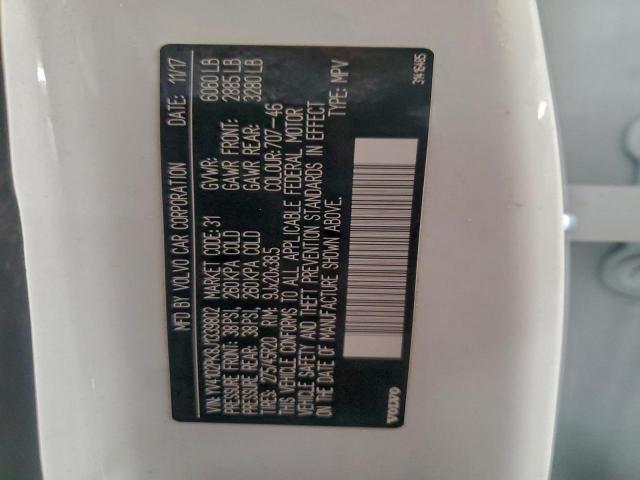 MFD BY VOLVO CAR CORPORATION DATE: 11/17
GVWR: 6060 LB
VIN: YV4102PK8J MARKET CODE: 31 GAWR FRONT: 2885 LB
PRESSURE FRONT: 38PSI, 260KPA COLD GAWR REAR: 3280 LB
PRESSURE REAR: 38PSI, 260KPA COLD COLOUR: 707-46
TIRES: 275/45R20 RIM: 9Jx20x38.5
THIS VEHICLE CONFORMS TO ALL APPLICABLE FEDERAL MOTOR
VEHICLE SAFETY AND THEFT PREVENTION STANDARDS IN EFFECT
ON THE DATE OF MANUFACTURE SHOWN ABOVE. TYPE: MPV
VOLVO
31416485